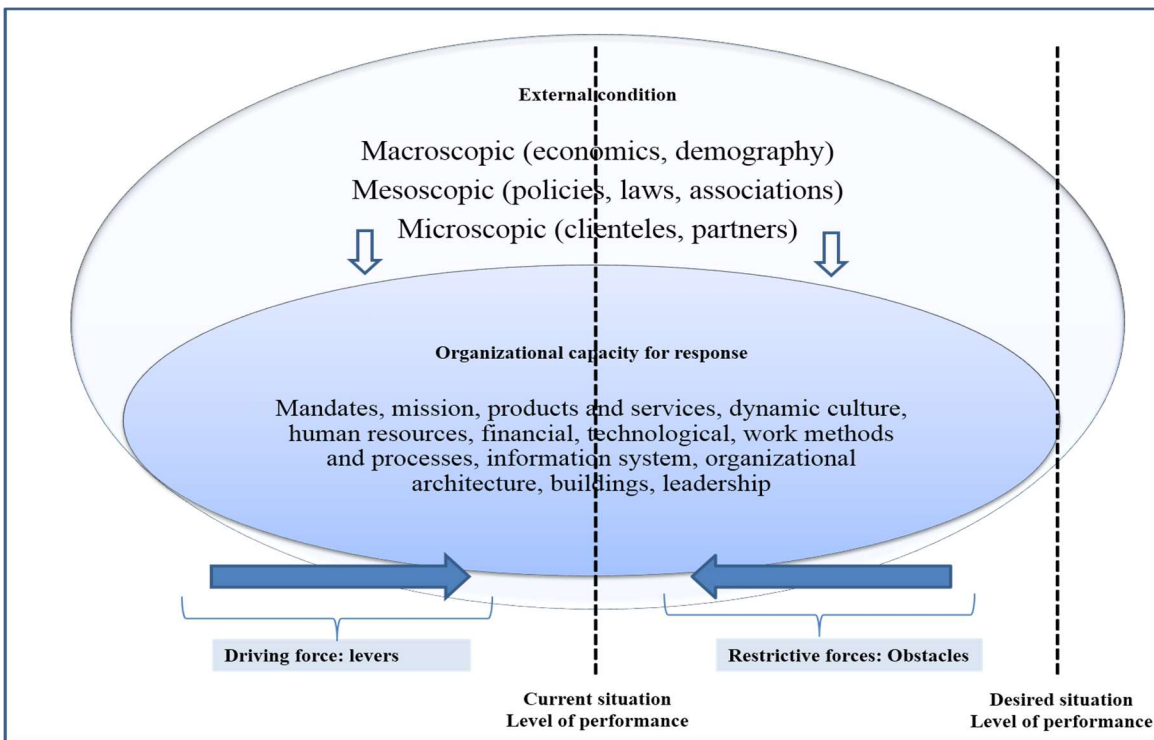 External condition
Macroscopic (economics, demography)
Mesoscopic (policies, laws, associations)
Microscopic (clienteles, partners)
Organizational capacity for response
Mandates, mission, products and services, dynamic culture,
human resources, financial, technological, work methods
and processes, information system, organizational
architecture, buildings, leadership
Driving force: levers
Restrictive forces: Obstacles
Current situation
Level of performance
Desired situation
Level of performance